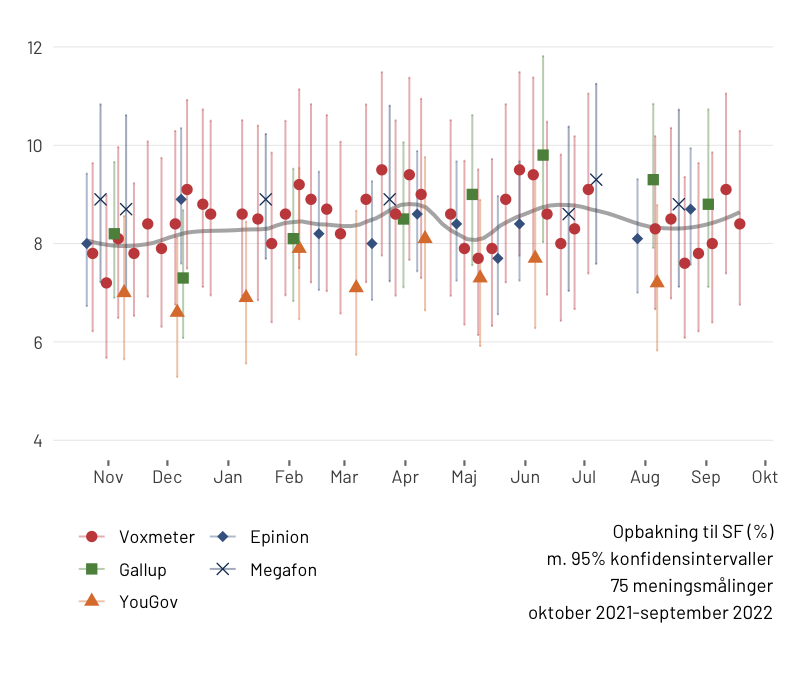 12
10
8
6
4
Nov Dec Jan Feb Mar Apr Maj Jun Jul Aug Sep Okt
Voxmeter Epinion
Gallup Megafon
YouGov
Opbakning til SF (%)
m. 95% konfidensintervaller
75 meningsmålinger
oktober 2021-september 2022